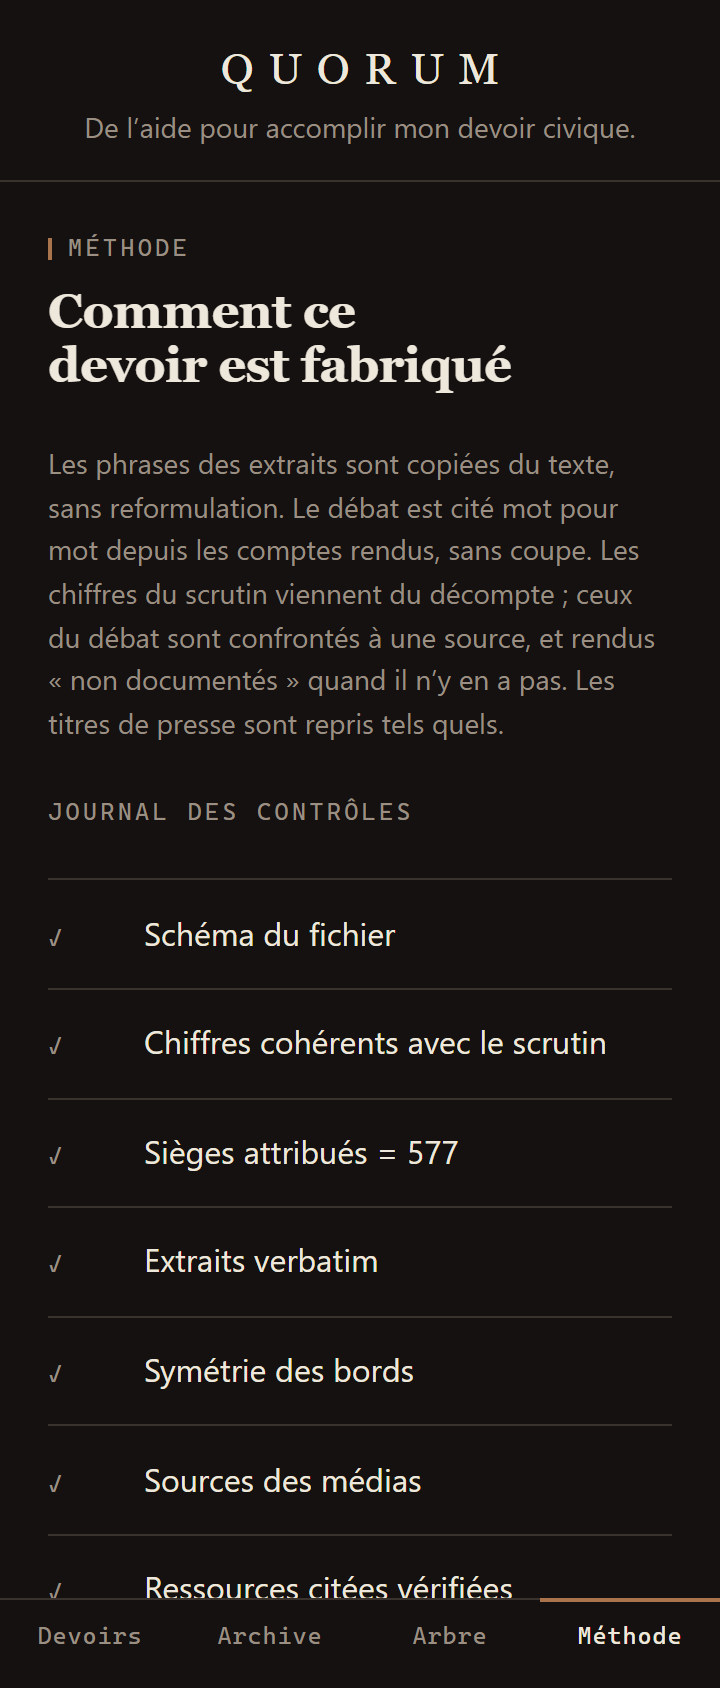 QUORUM
De l’aide pour accomplir mon devoir civique.
MÉTHODE
Comment ce
devoir est fabriqué
Les phrases des extraits sont copiées du texte,
sans reformulation. Le débat est cité mot pour
mot depuis les comptes rendus, sans coupe. Les
chiffres du scrutin viennent du décompte ; ceux
du débat sont confrontés à une source, et rendus
« non documentés » quand il n’y en a pas. Les
titres de presse sont repris tels quels.
JOURNAL DES CONTRÔLES
✓ Schéma du fichier
✓ Chiffres cohérents avec le scrutin
✓ Sièges attribués = 577
✓ Extraits verbatim
✓ Symétrie des bords
✓ Sources des médias
✓ Ressources citées vérifiées
Devoirs Archive Arbre Méthode